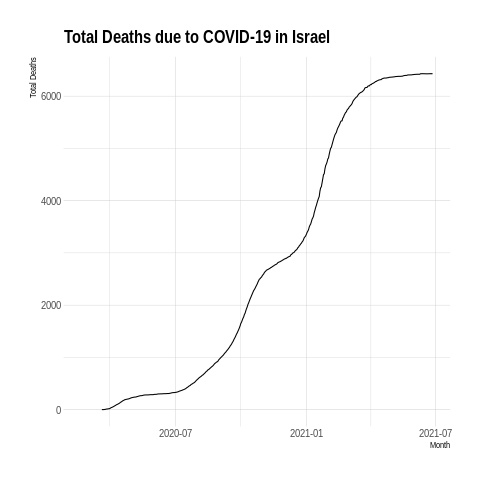 Total Deaths due to COVID-19 in Israel
Total Deaths
6000
4000
2000
0
2020-07 2021-01 2021-07
Month